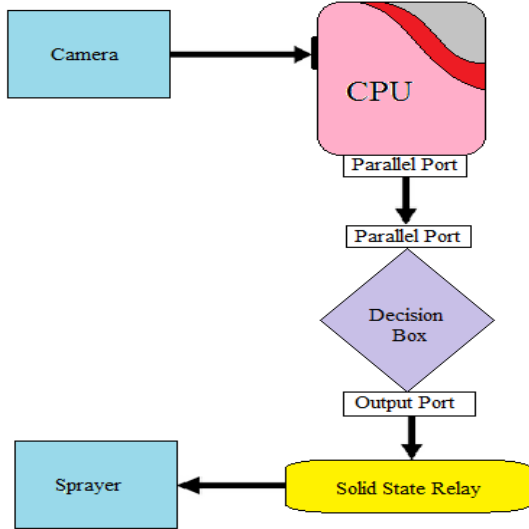 Camera
CPU
Parallel Port
Parallel Port
Decision
Box
Output Port
Solid State Relay
Sprayer